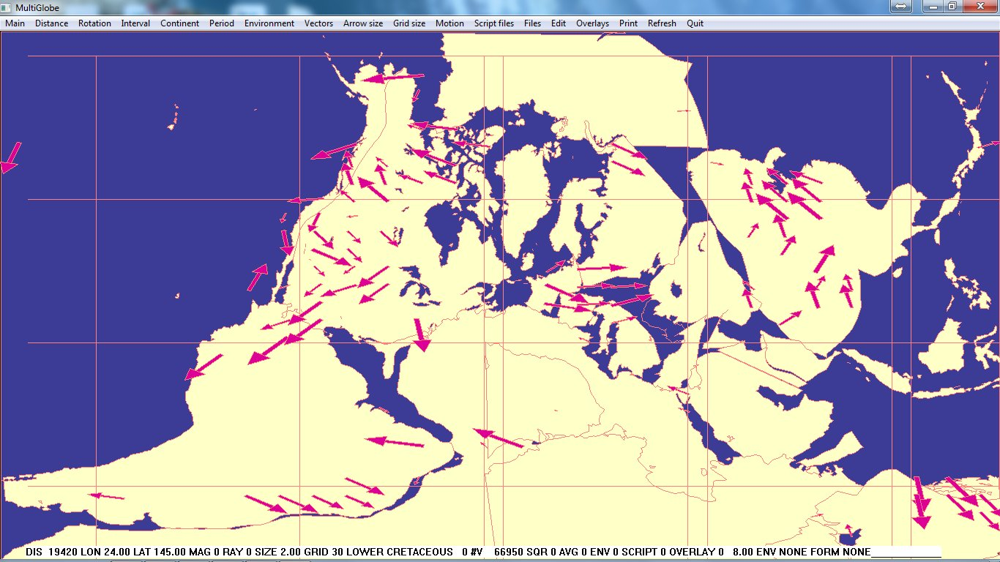 MultiGlobe
Main Distance Rotation Interval Continent Period Environment Vectors Arrow size Grid size Motion Script files Files Edit Overlays Print Refresh Quit
DIS 19420 LON 24.00 LAT 145.00 MAG 0 RAY 0 SIZE 2.00 GRID 30 LOWER CRETACEOUS 0 #V 66950 SQR 0 AVG 0 ENV 0 SCRIPT 0 OVERLAY 0 8.00 ENV NONE FORM NONE_____________